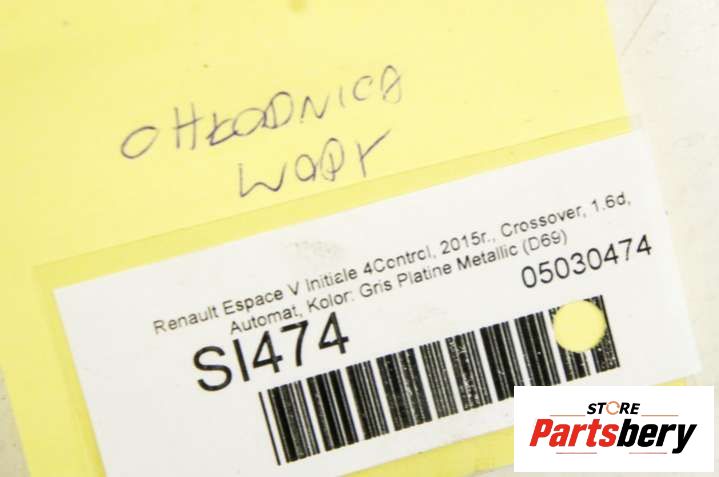 OHŁODNICA
WODY
Renault Espace V Initiale 4Control, 2015r., Crossover, 1.6d,
Automat, Kolor: Gris Platine Metallic (D69)
05030474
SI474
STORE
Partsbery